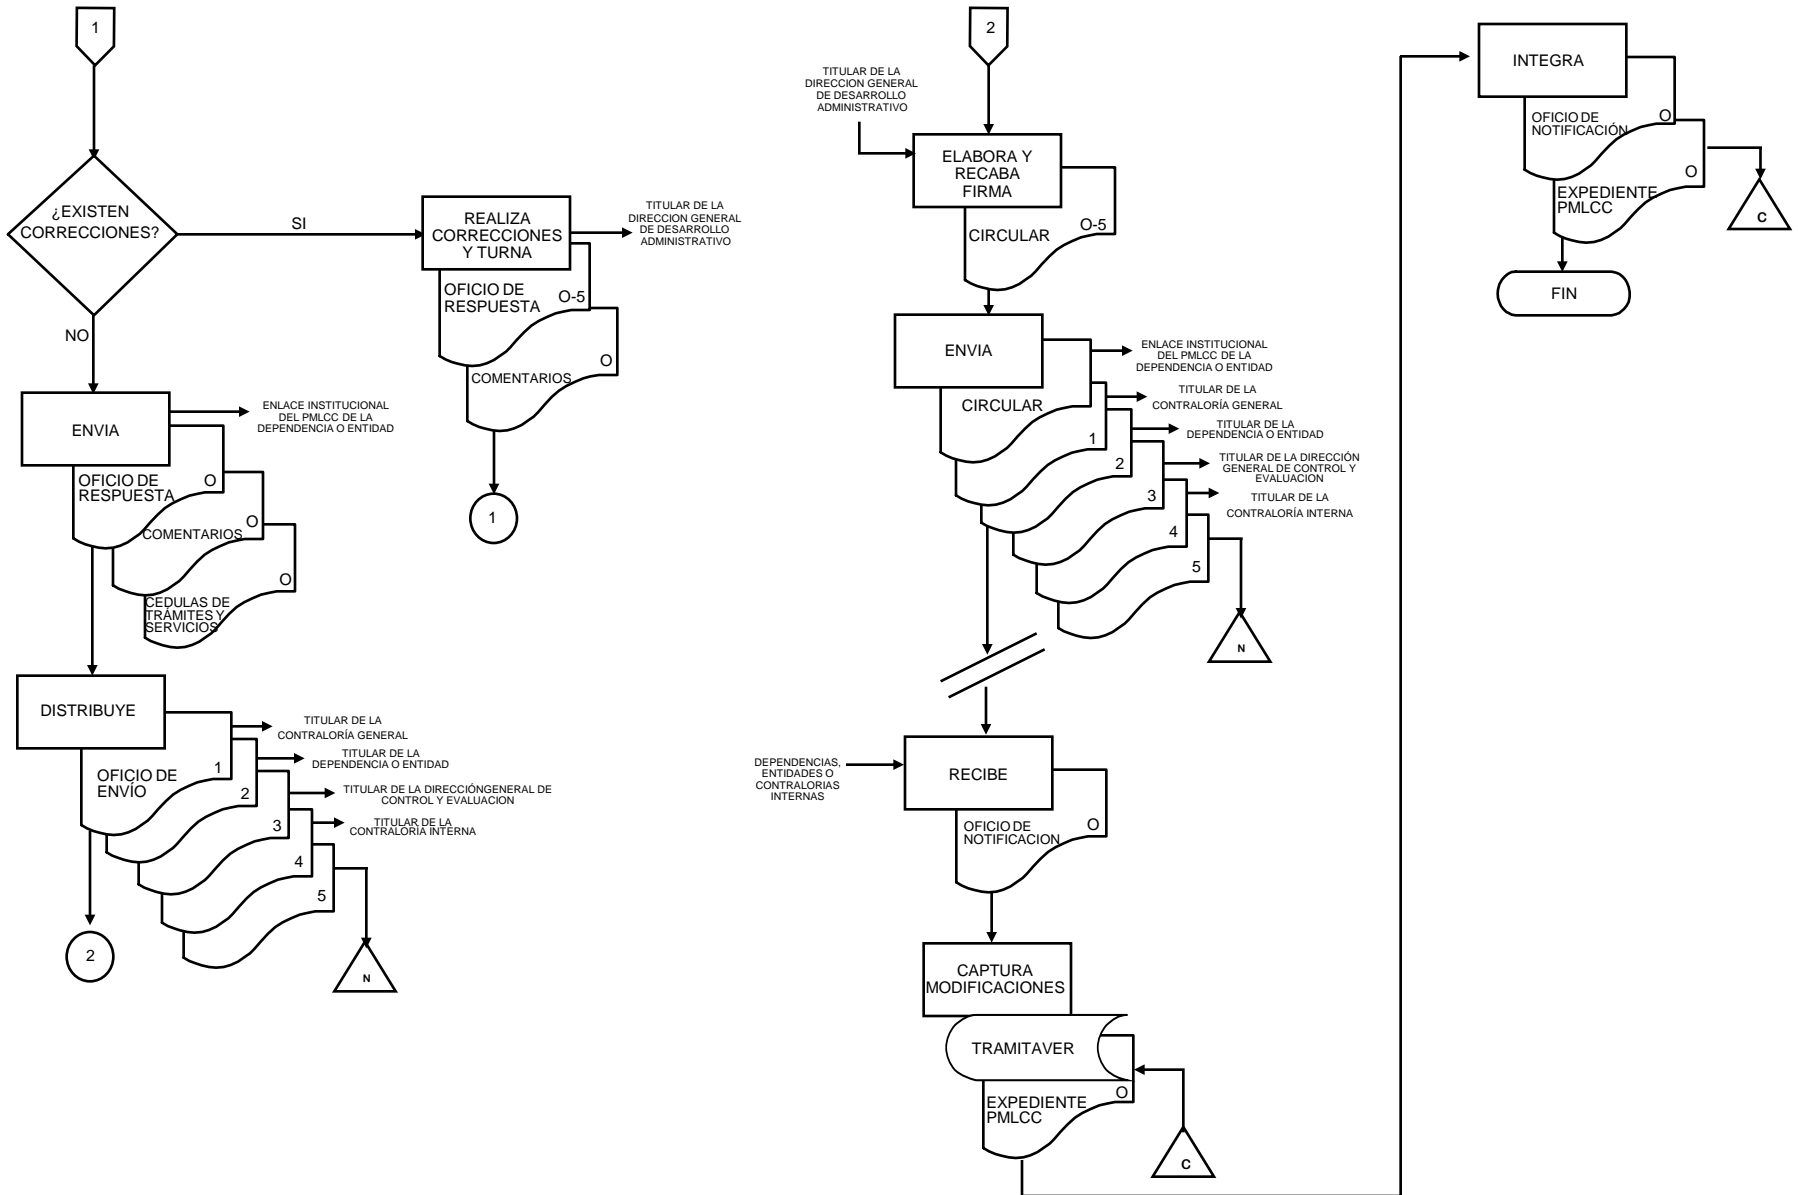 1
¿EXISTEN
CORRECCIONES?
SI
NO
REALIZA
CORRECCIONES
Y TURNA
TITULAR DE LA
DIRECCION GENERAL
DE DESARROLLO
ADMINISTRATIVO
OFICIO DE
RESPUESTA
O-5
COMENTARIOS
O
1
ENVIA
ENLACE INSTITUCIONAL
DEL PMLCC DE LA
DEPENDENCIA O ENTIDAD
OFICIO DE
RESPUESTA
O
COMENTARIOS
O
O
CEDULAS DE
TRÁMITES Y
SERVICIOS
DISTRIBUYE
TITULAR DE LA
CONTRALORÍA GENERAL
TITULAR DE LA
DEPENDENCIA O ENTIDAD
TITULAR DE LA DIRECCIÓNGENERAL DE
CONTROL Y EVALUACION
TITULAR DE LA
CONTRALORÍA INTERNA
OFICIO DE
ENVÍO
1
2
3
4
5
N
2
2
TITULAR DE LA
DIRECCION GENERAL
DE DESARROLLO
ADMINISTRATIVO
ELABORA Y
RECABA
FIRMA
CIRCULAR
O-5
ENVIA
ENLACE INSTITUCIONAL
DEL PMLCC DE LA
DEPENDENCIA O ENTIDAD
TITULAR DE LA
CONTRALORÍA GENERAL
TITULAR DE LA
DEPENDENCIA O ENTIDAD
TITULAR DE LA DIRECCIÓN
GENERAL DE CONTROL Y
EVALUACION
TITULAR DE LA
CONTRALORÍA INTERNA
CIRCULAR
1
2
3
4
5
N
DEPENDENCIAS,
ENTIDADES O
CONTRALORIAS
INTERNAS
RECIBE
OFICIO DE
NOTIFICACION
O
CAPTURA
MODIFICACIONES
TRAMITAVER
EXPEDIENTE
PMLCC
O
C
INTEGRA
OFICIO DE
NOTIFICACIÓN
O
O
EXPEDIENTE
PMLCC
C
FIN